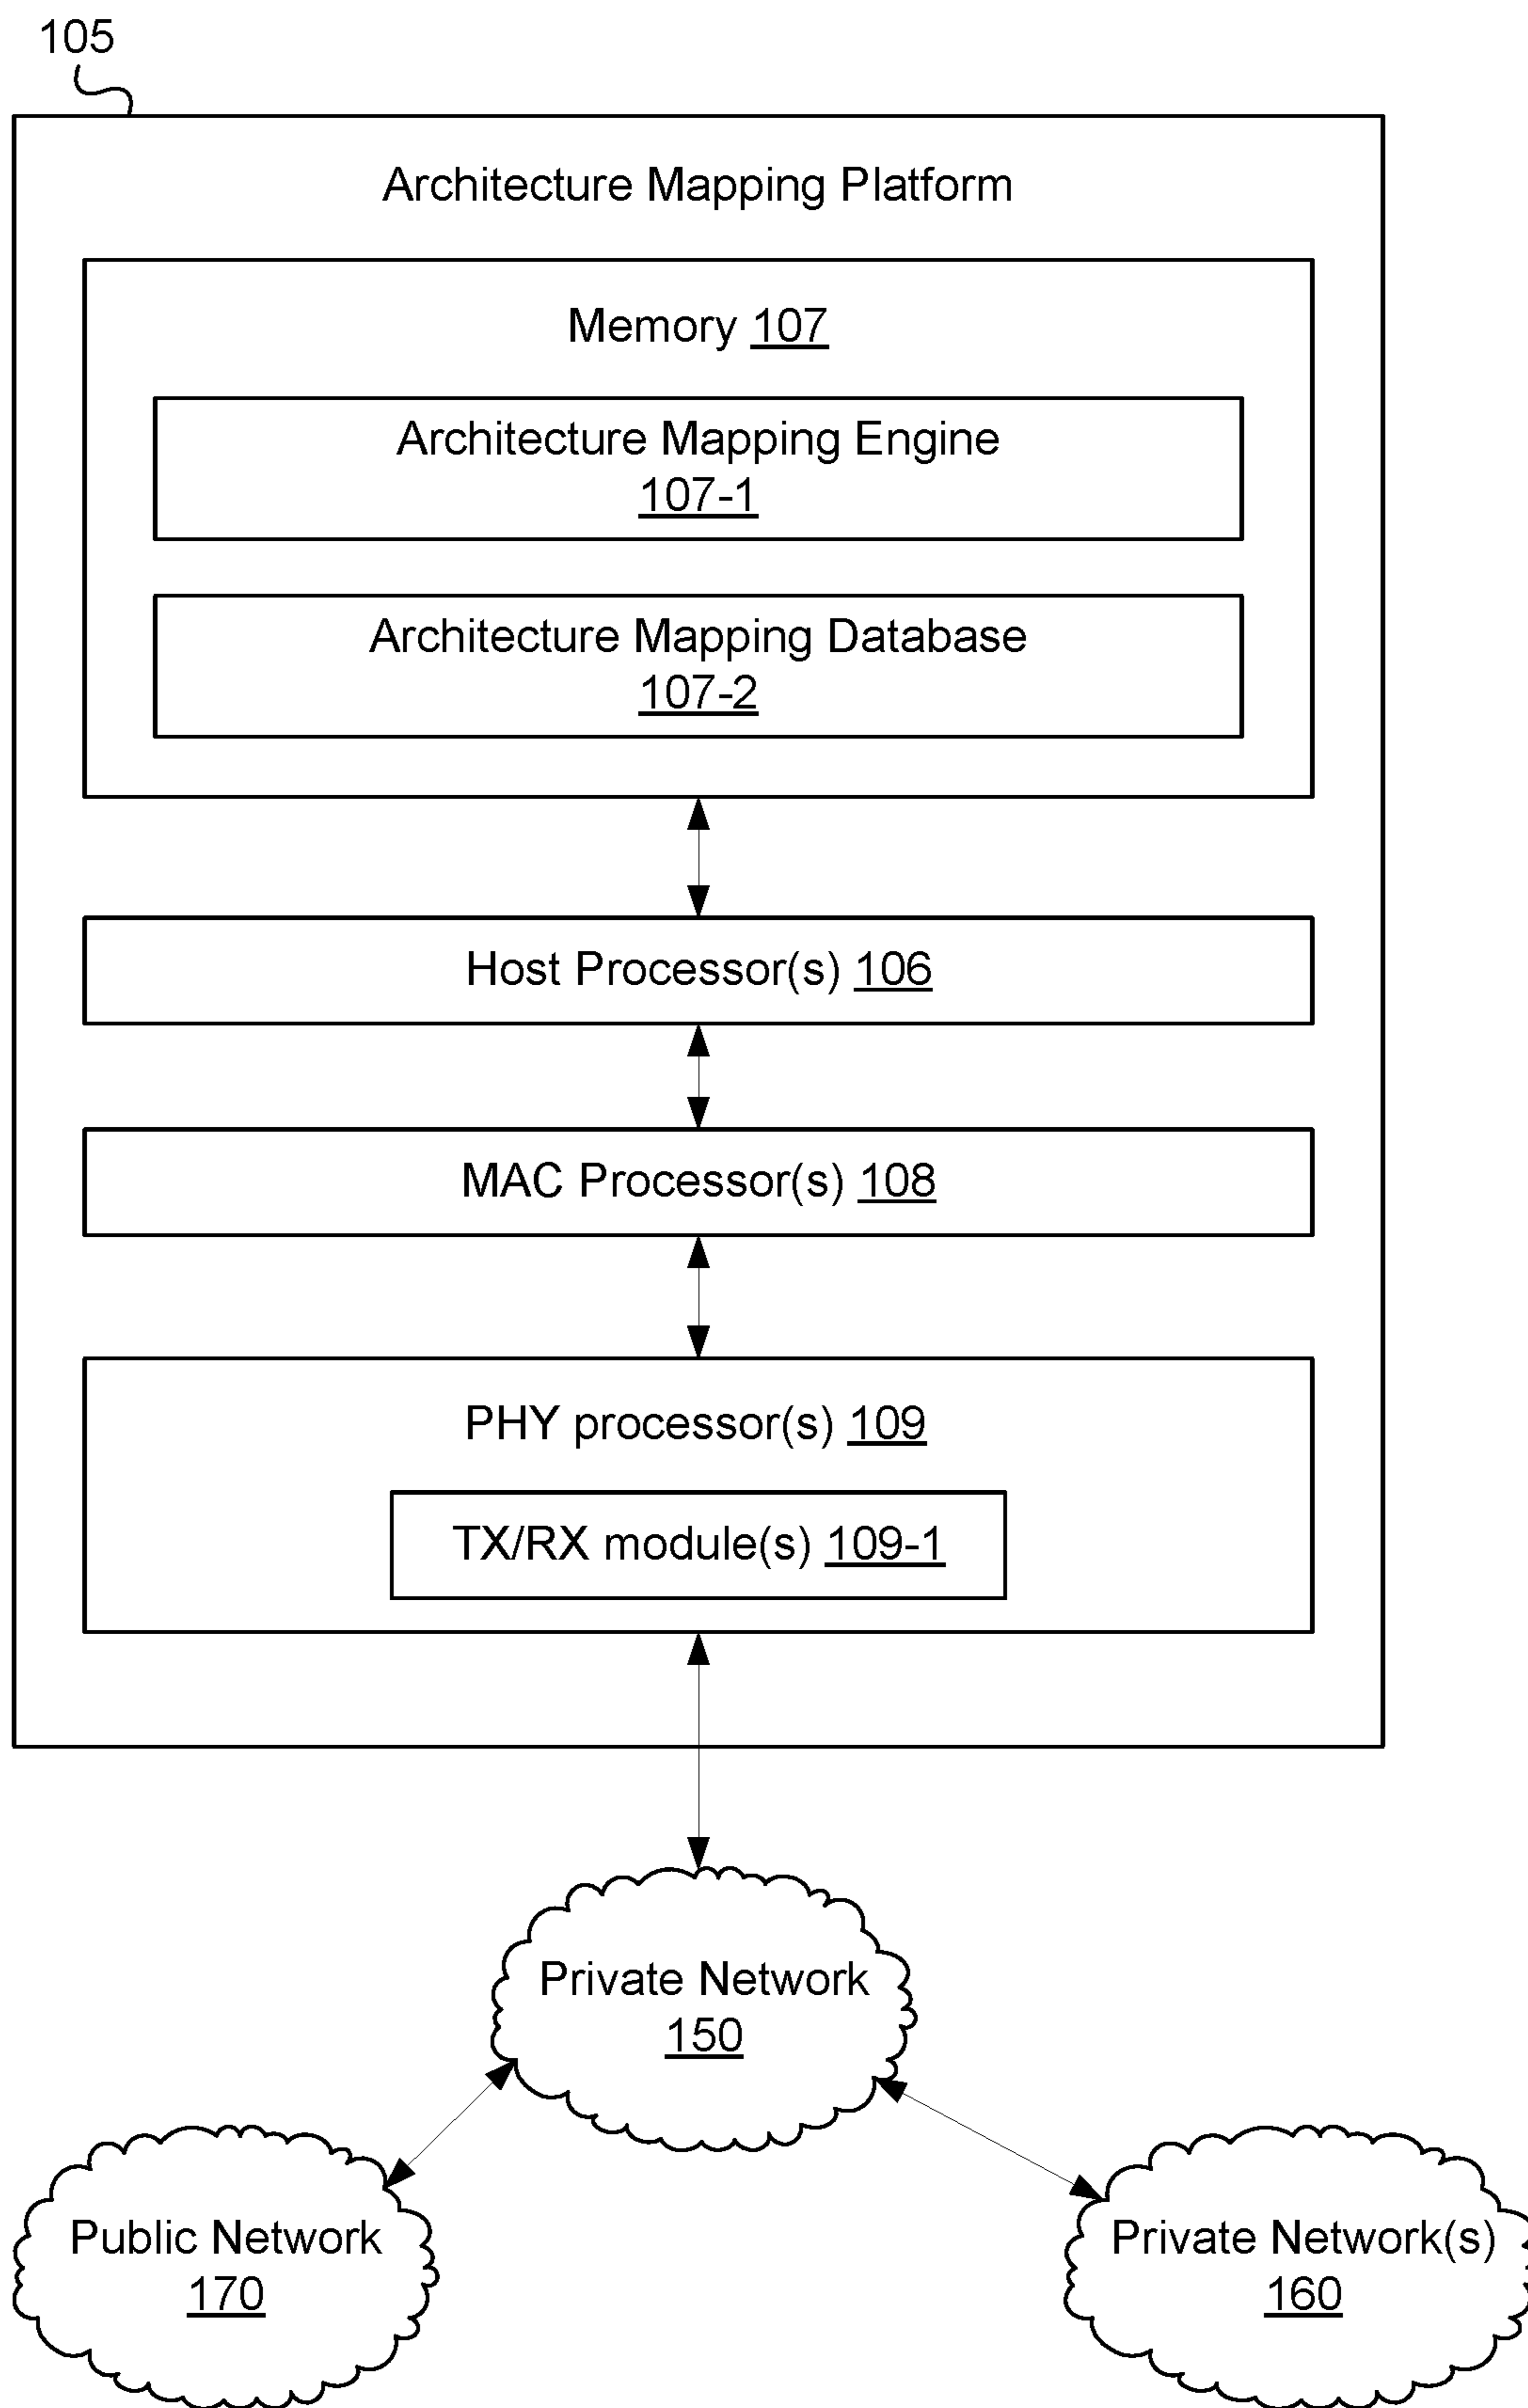 105
Architecture Mapping Platform
Memory 107
Architecture Mapping Engine
107-1
Architecture Mapping Database
107-2
Host Processor(s) 106
MAC Processor(s) 108
PHY processor(s) 109
TX/RX module(s) 109-1
Private Network
150
Public Network
170
Private Network(s)
160